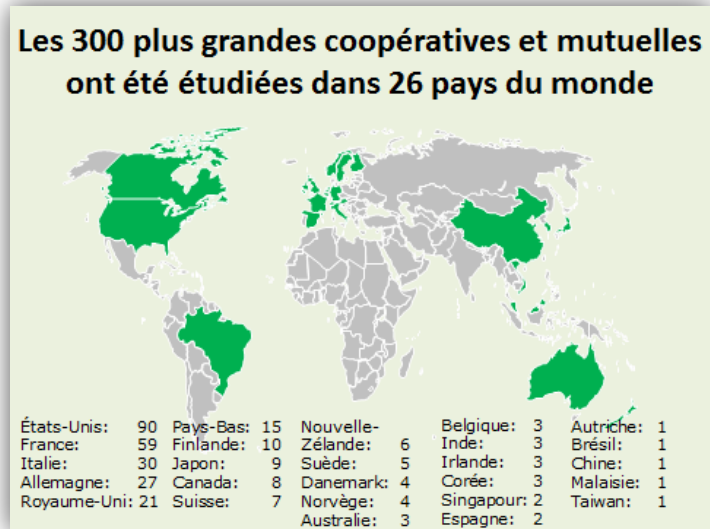 Les 300 plus grandes coopératives et mutuelles
ont été étudiées dans 26 pays du monde
États-Unis: 90
France: 59
Italie: 30
Allemagne: 27
Royaume-Uni: 21
Pays-Bas: 15
Finlande: 10
Japon: 9
Canada: 8
Suisse: 7
Nouvelle-
Zélande: 6
Suède: 5
Danemark: 4
Norvège: 4
Australie: 3
Belgique: 3
Inde: 3
Irlande: 3
Corée: 3
Singapour: 2
Espagne: 2
Autriche: 1
Brésil: 1
Chine: 1
Malaisie: 1
Taiwan: 1